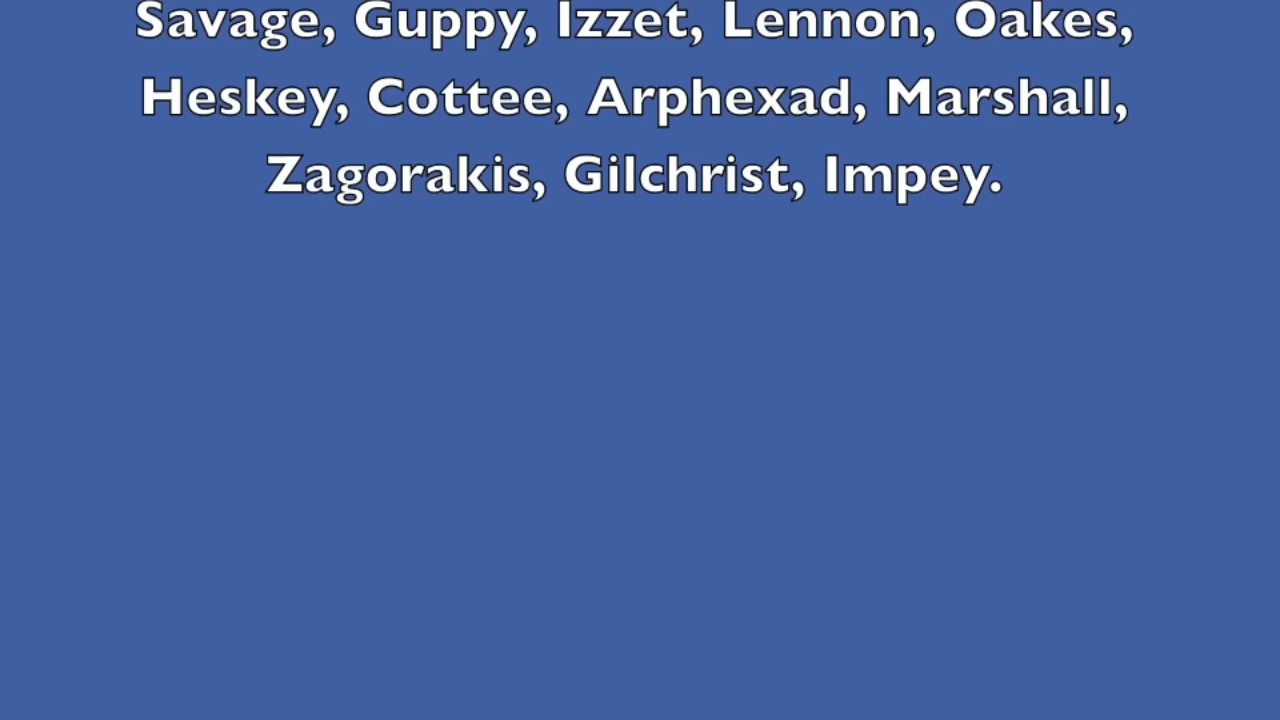 Savage, Guppy, Izzet, Lennon, Oakes,
Heskey, Cottee, Arphexad, Marshall,
Zagorakis, Gilchrist, Impey.